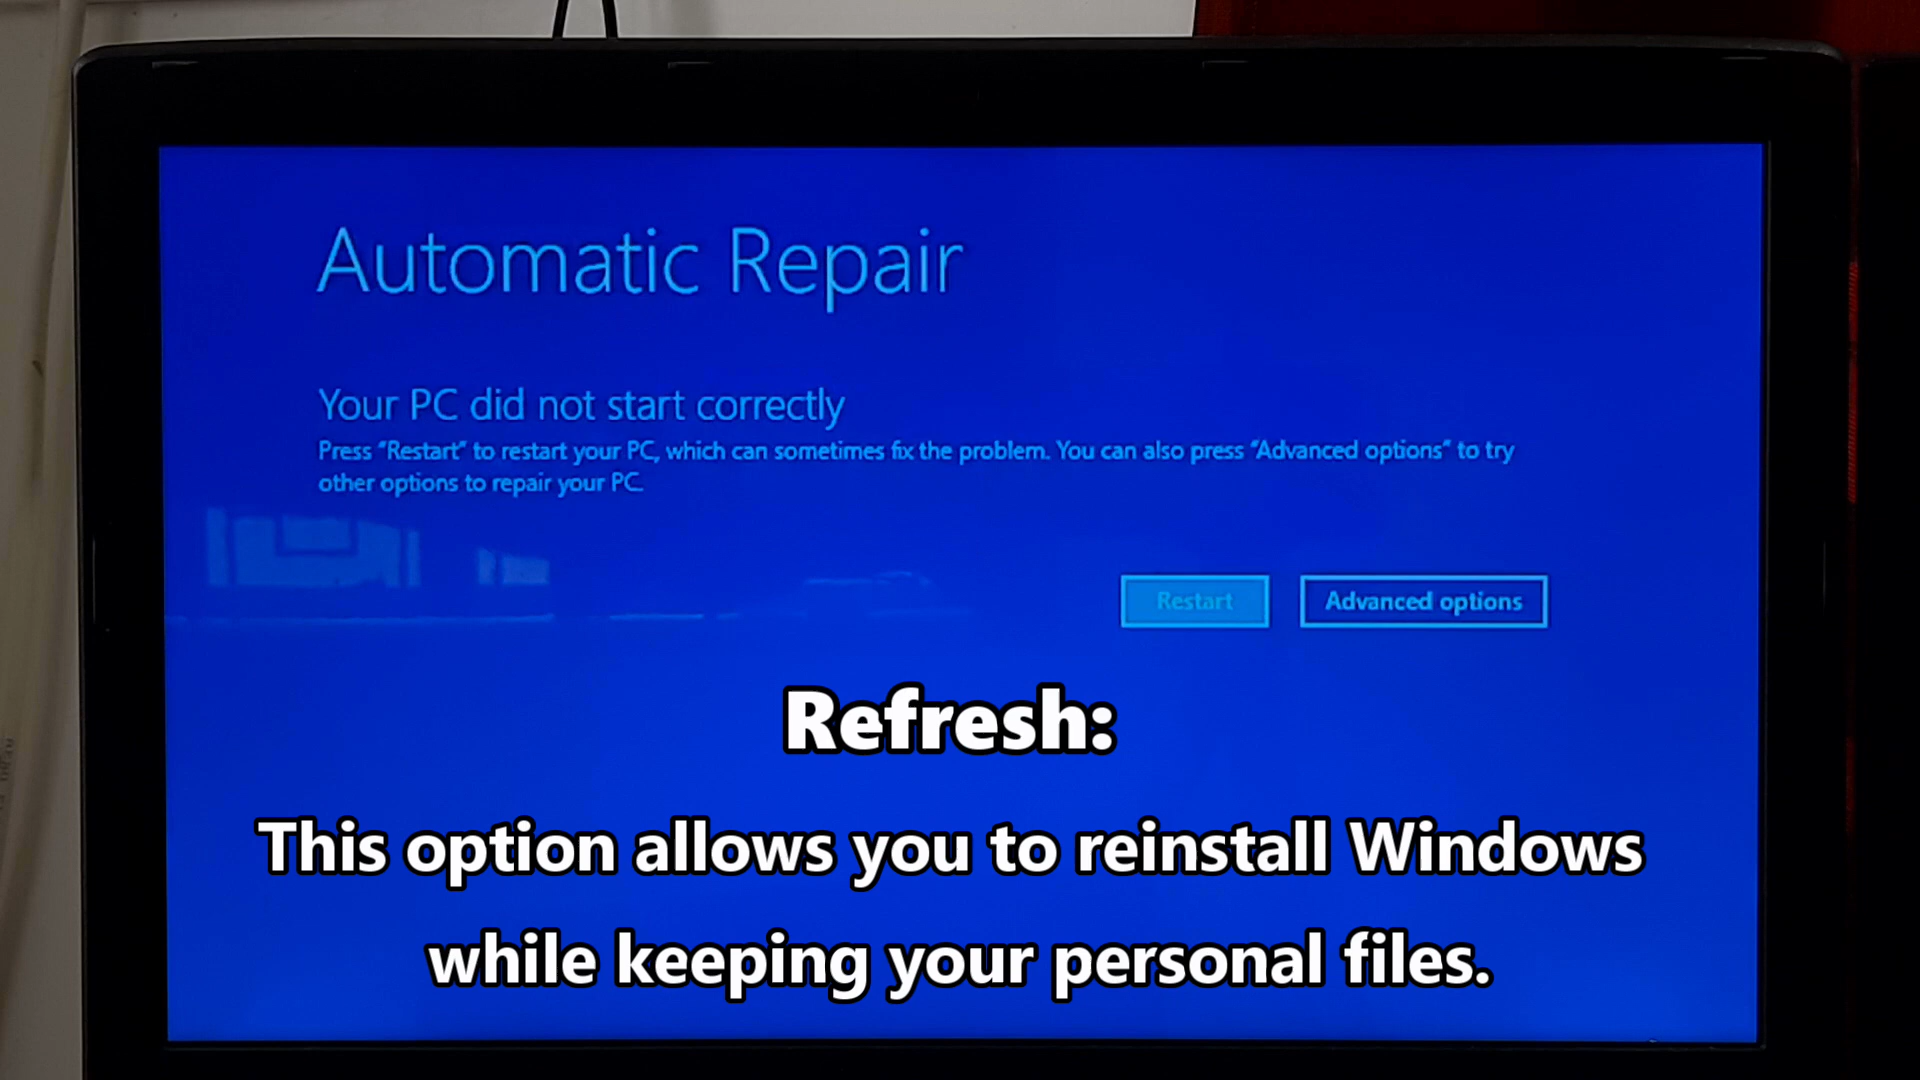 Automatic Repair
Your PC did not start correctly
Press "Restart" to restart your PC, which can sometimes fix the problem. You can also press "Advanced options" to try
other options to repair your PC.
Restart
Advanced options
Refresh:
This option allows you to reinstall Windows
while keeping your personal files.